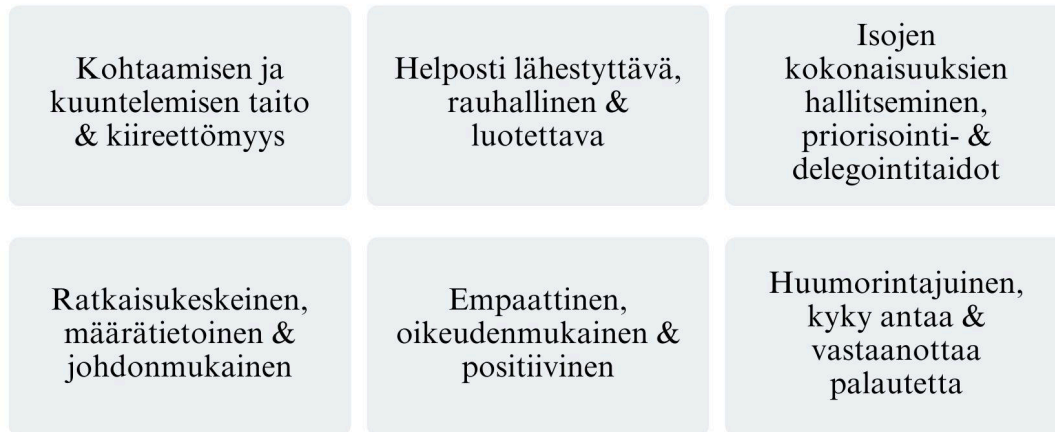 Kohtaamisen ja
kuuntelemisen taito
& kiireettömyys
Helposti lähestyttävä,
rauhallinen &
luotettava
Isojen
kokonaisuuksien
hallitseminen,
priorisointi- &
delegointitaidot
Ratkaisukeskeinen,
määrätietoinen &
johdonmukainen
Empaattinen,
oikeudenmukainen &
positiivinen
Huumorintajuinen,
kyky antaa &
vastaanottaa
palautetta